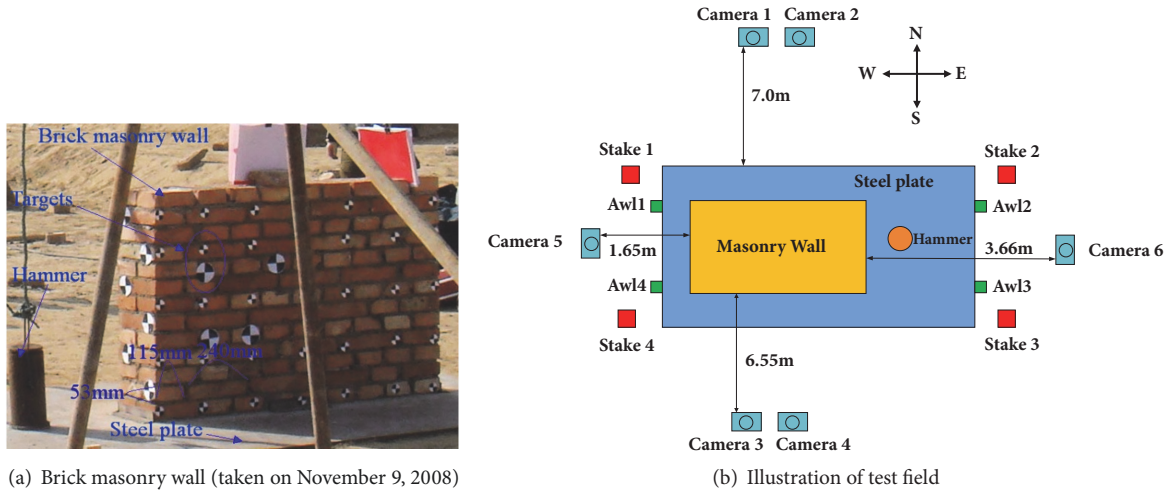 Brick masonry wall
Targets
Hammer
115mm 240mm
53mm
Steel plate
(a) Brick masonry wall (taken on November 9, 2008)
Camera 1
Camera 2
N
W
E
S
7.0m
Stake 1
Stake 2
Steel plate
Awl1
Awl2
Camera 5
1.65m
Masonry Wall
Hammer
3.66m
Camera 6
Awl4
Awl3
Stake 4
Stake 3
6.55m
Camera 3
Camera 4
(b) Illustration of test field